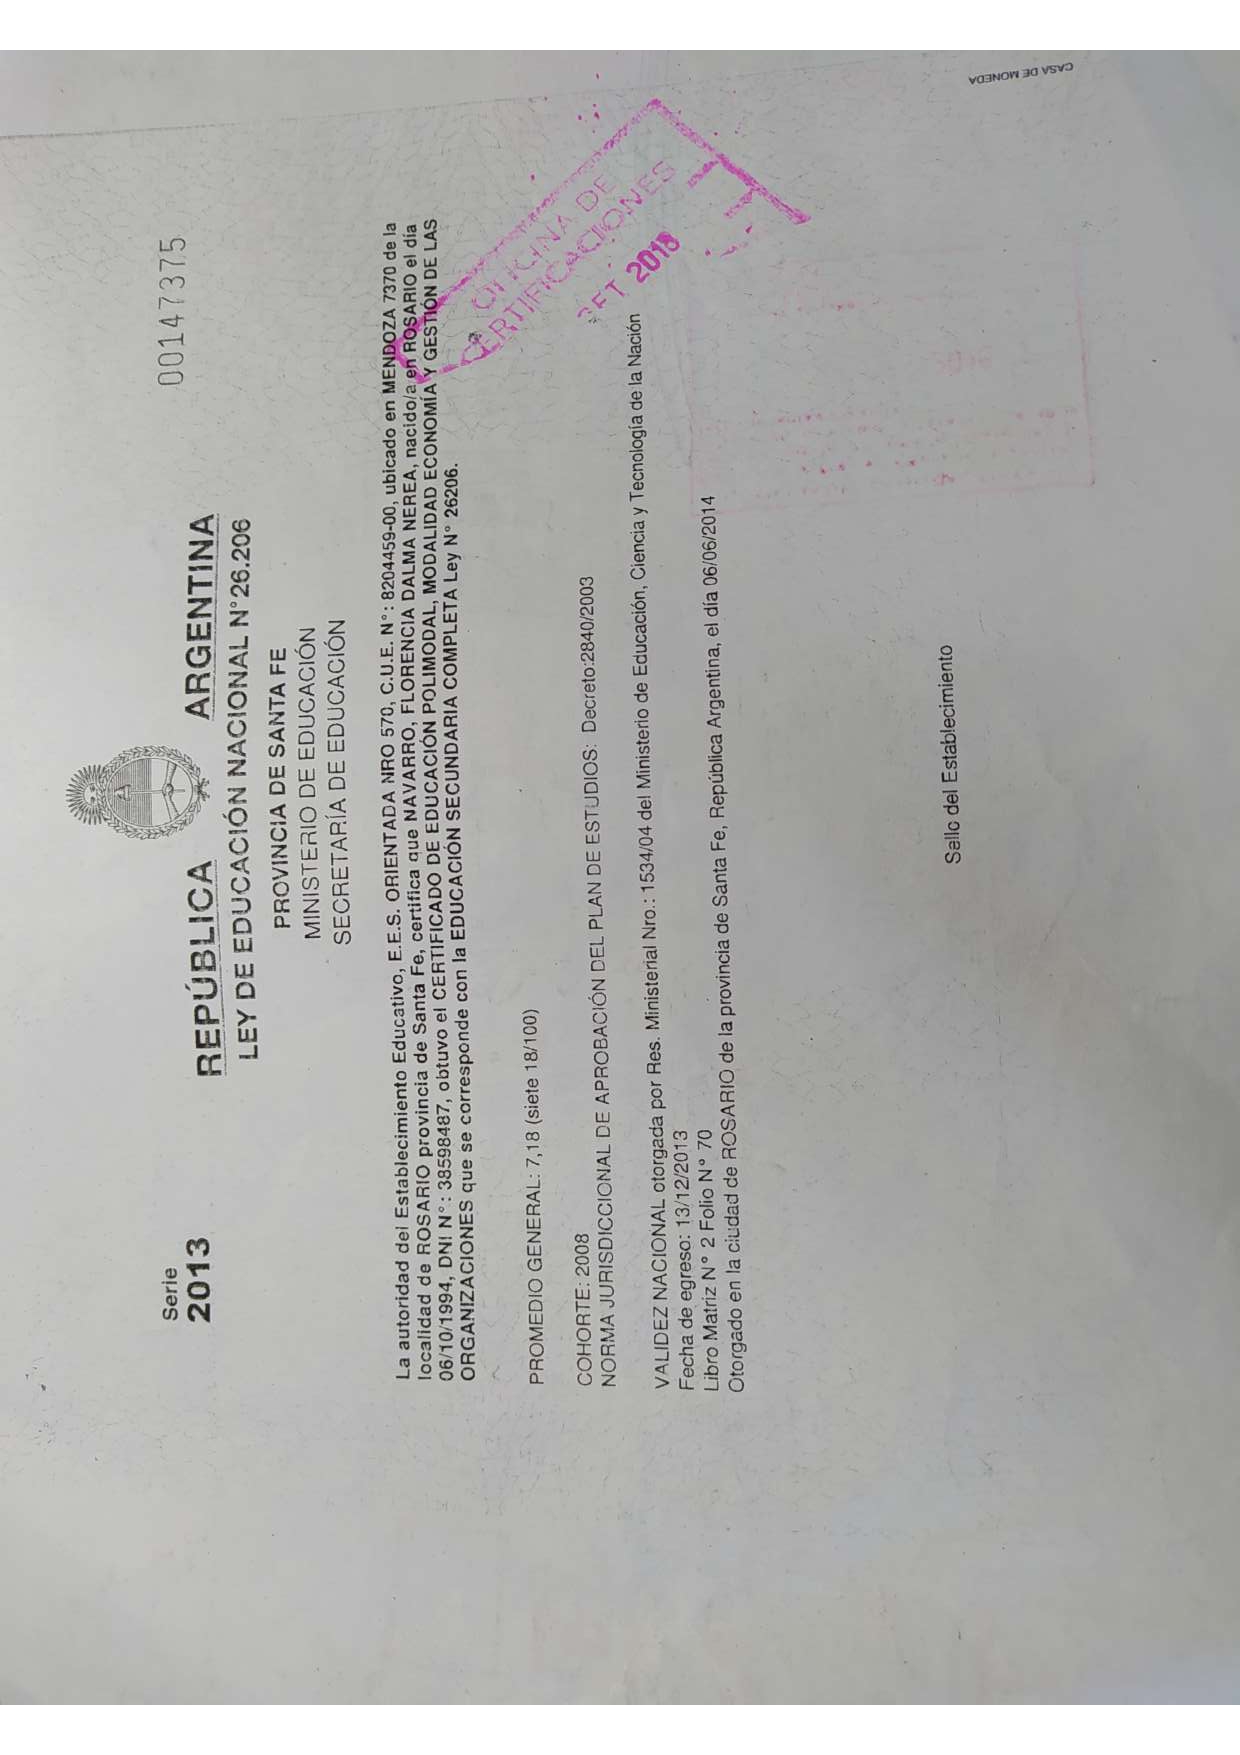 Serie
2013
00147375
REPÚBLICA ARGENTINA
LEY DE EDUCACIÓN NACIONAL N°26.206
PROVINCIA DE SANTA FE
MINISTERIO DE EDUCACIÓN
SECRETARÍA DE EDUCACIÓN
La autoridad del Establecimiento Educativo, E.E.S. ORIENTADA NRO 570, C.U.E. N°: 8204459-00, ubicado en MENDOZA 7370 de la
localidad de ROSARIO provincia de Santa Fe, certifica que NAVARRO, FLORENCIA DALMA NEREA, nacido/a en ROSARIO el día
06/10/1994, DNI N°: 38598487, obtuvo el CERTIFICADO DE EDUCACIÓN POLIMODAL, MODALIDAD ECONOMÍA Y GESTIÓN DE LAS
ORGANIZACIONES que se corresponde con la EDUCACIÓN SECUNDARIA COMPLETA Ley N° 26206.
PROMEDIO GENERAL: 7,18 (siete 18/100)
COHORTE: 2008
NORMA JURISDICCIONAL DE APROBACIÓN DEL PLAN DE ESTUDIOS: Decreto:2840/2003
VALIDEZ NACIONAL otorgada por Res. Ministerial Nro.: 1534/04 del Ministerio de Educación, Ciencia y Tecnología de la Nación
Fecha de egreso: 13/12/2013
Libro Matriz N° 2 Folio N° 70
Otorgado en la ciudad de ROSARIO de la provincia de Santa Fe, República Argentina, el día 06/06/2014
OFICINA DE
CERTIFICACIONES
2018
Sello del Establecimiento
CASA DE MONEDA